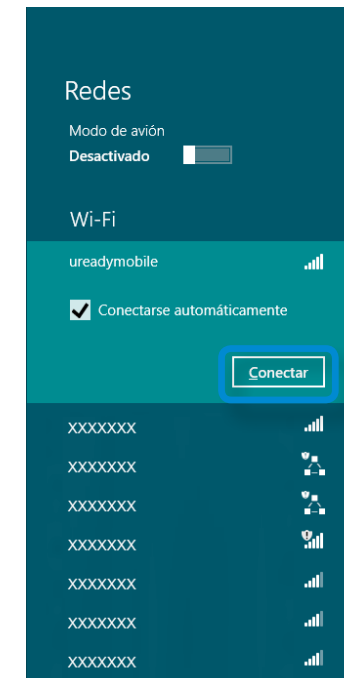 Redes
Modo de avión
Desactivado
Wi-Fi
ureadymobile
Conectarse automáticamente
Conectar
xxxxxxx
xxxxxxx
xxxxxxx
xxxxxxx
xxxxxxx
xxxxxxx
xxxxxxx